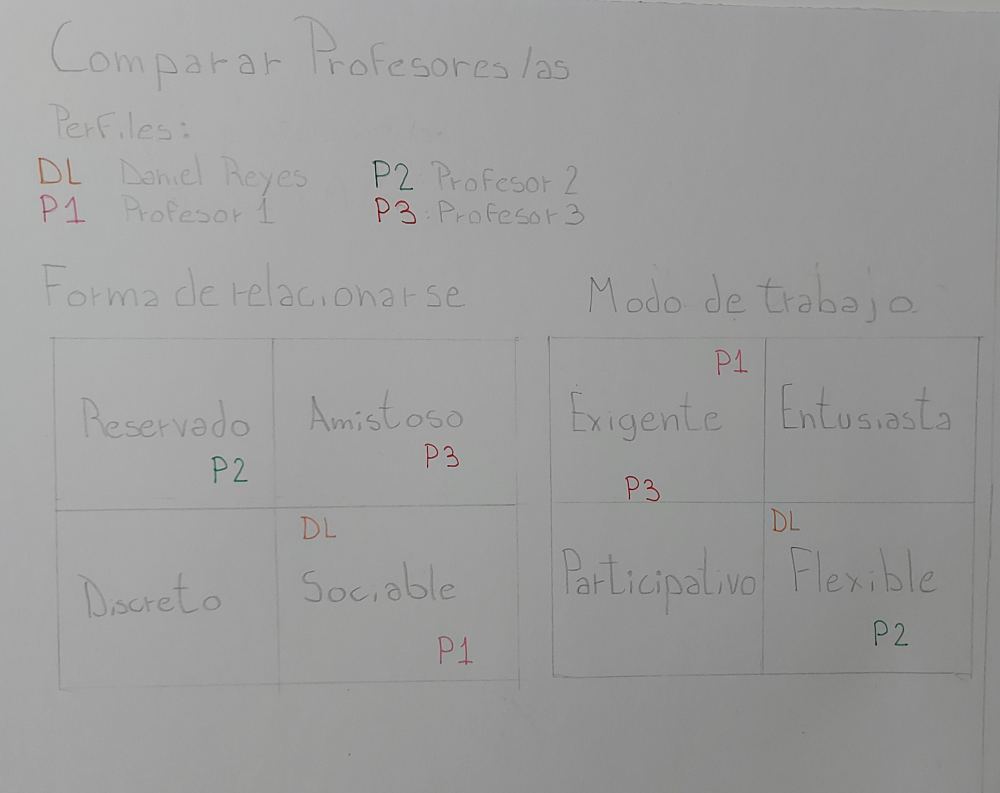 Comparar Profesores/as
Perfiles:
DL Daniel Reyes P2 Profesor 2
P1 Profesor 1 P3: Profesor 3
Forma de relacionarse
Reservado Amistoso
P2 P3
DL
Discreto Sociable
P1
Modo de trabajo.
P1
Exigente Entusiasta
P3
DL
Participativo Flexible
P2